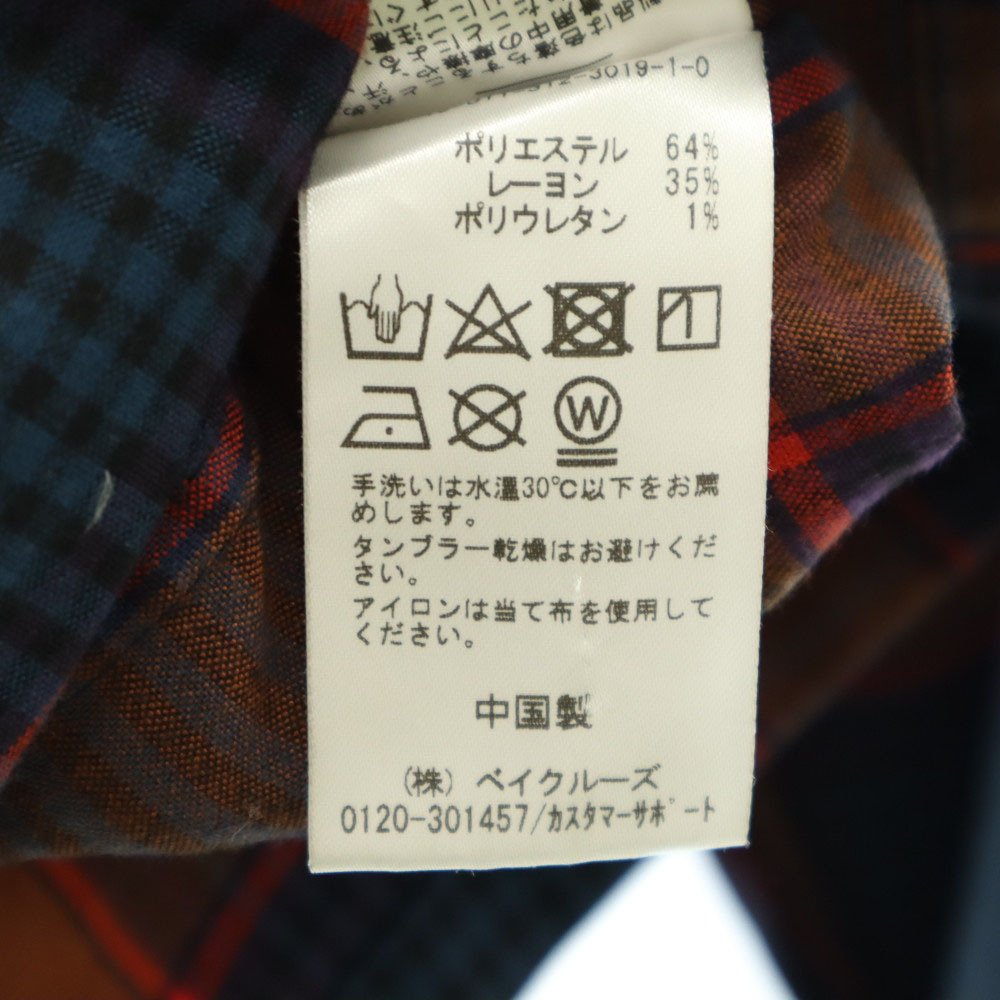 3019-1-0
ポリエステル 64%
レーヨン 35%
ポリウレタン 1%
W
手洗いは水温30℃以下をお薦
めします。
タンブラー乾燥はお避けくだ
さい。
アイロンは当て布を使用して
ください。
中国製
(株) ベイクルーズ
0120-301457/カスタマーサポート